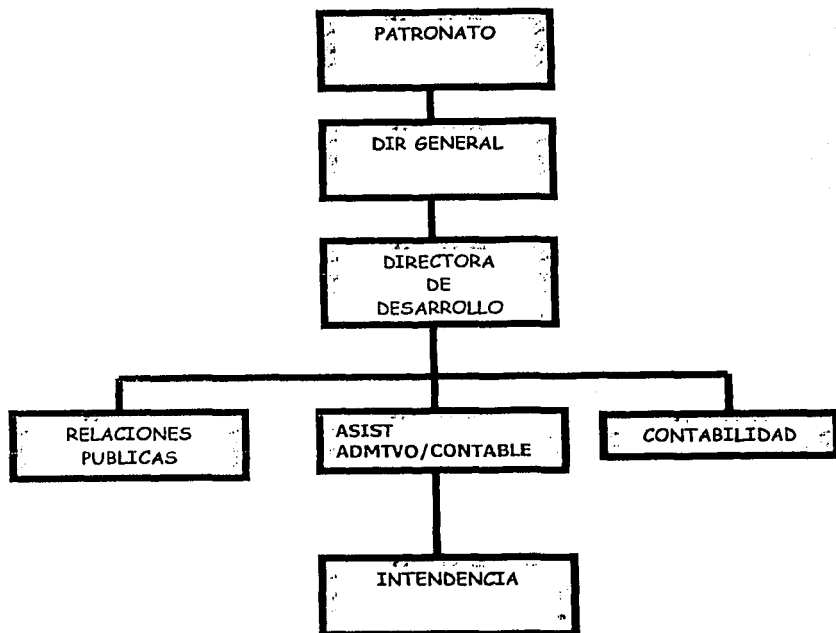 PATRONATO
DIR GENERAL
DIRECTORA
DE
DESARROLLO
RELACIONES
PUBLICAS
ASIST
ADMTVO/CONTABLE
CONTABILIDAD
INTENDENCIA